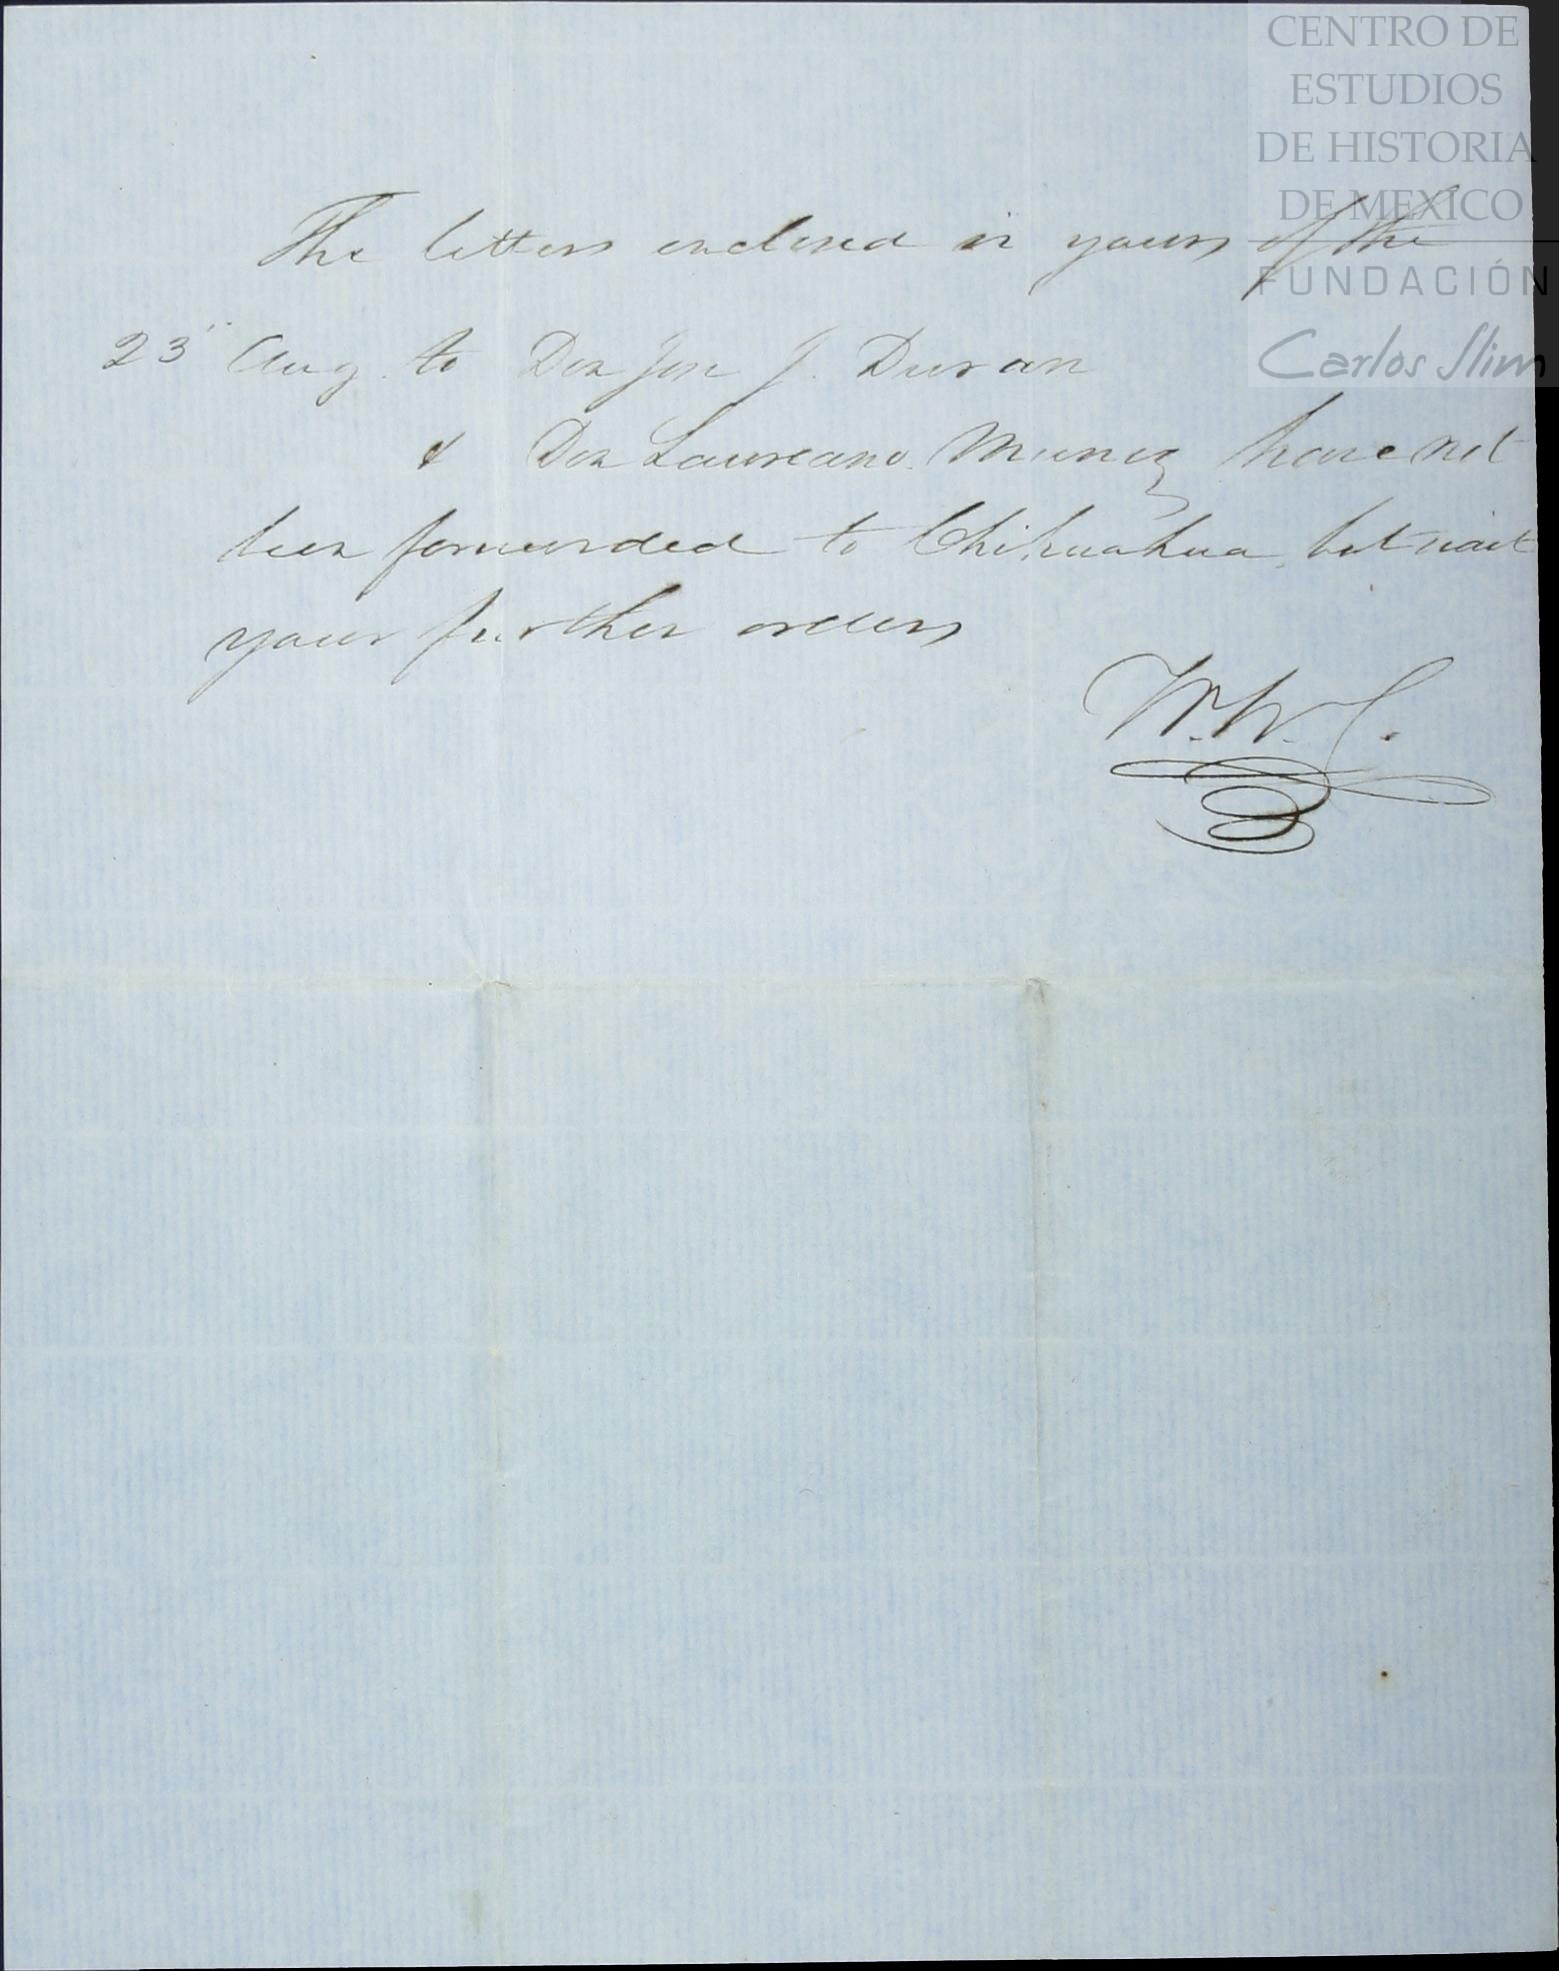 CENTRO DE
ESTUDIOS
DE HISTORIA
DE MEXICO
FUNDACIÓN
Carlos Slim
The letters enclosed in yours of the
23" Aug. to Don Jose J. Duran
& Don Laureano Munoz have not
been forwarded to Chihuahua, but wait
your further orders
W.W.C.